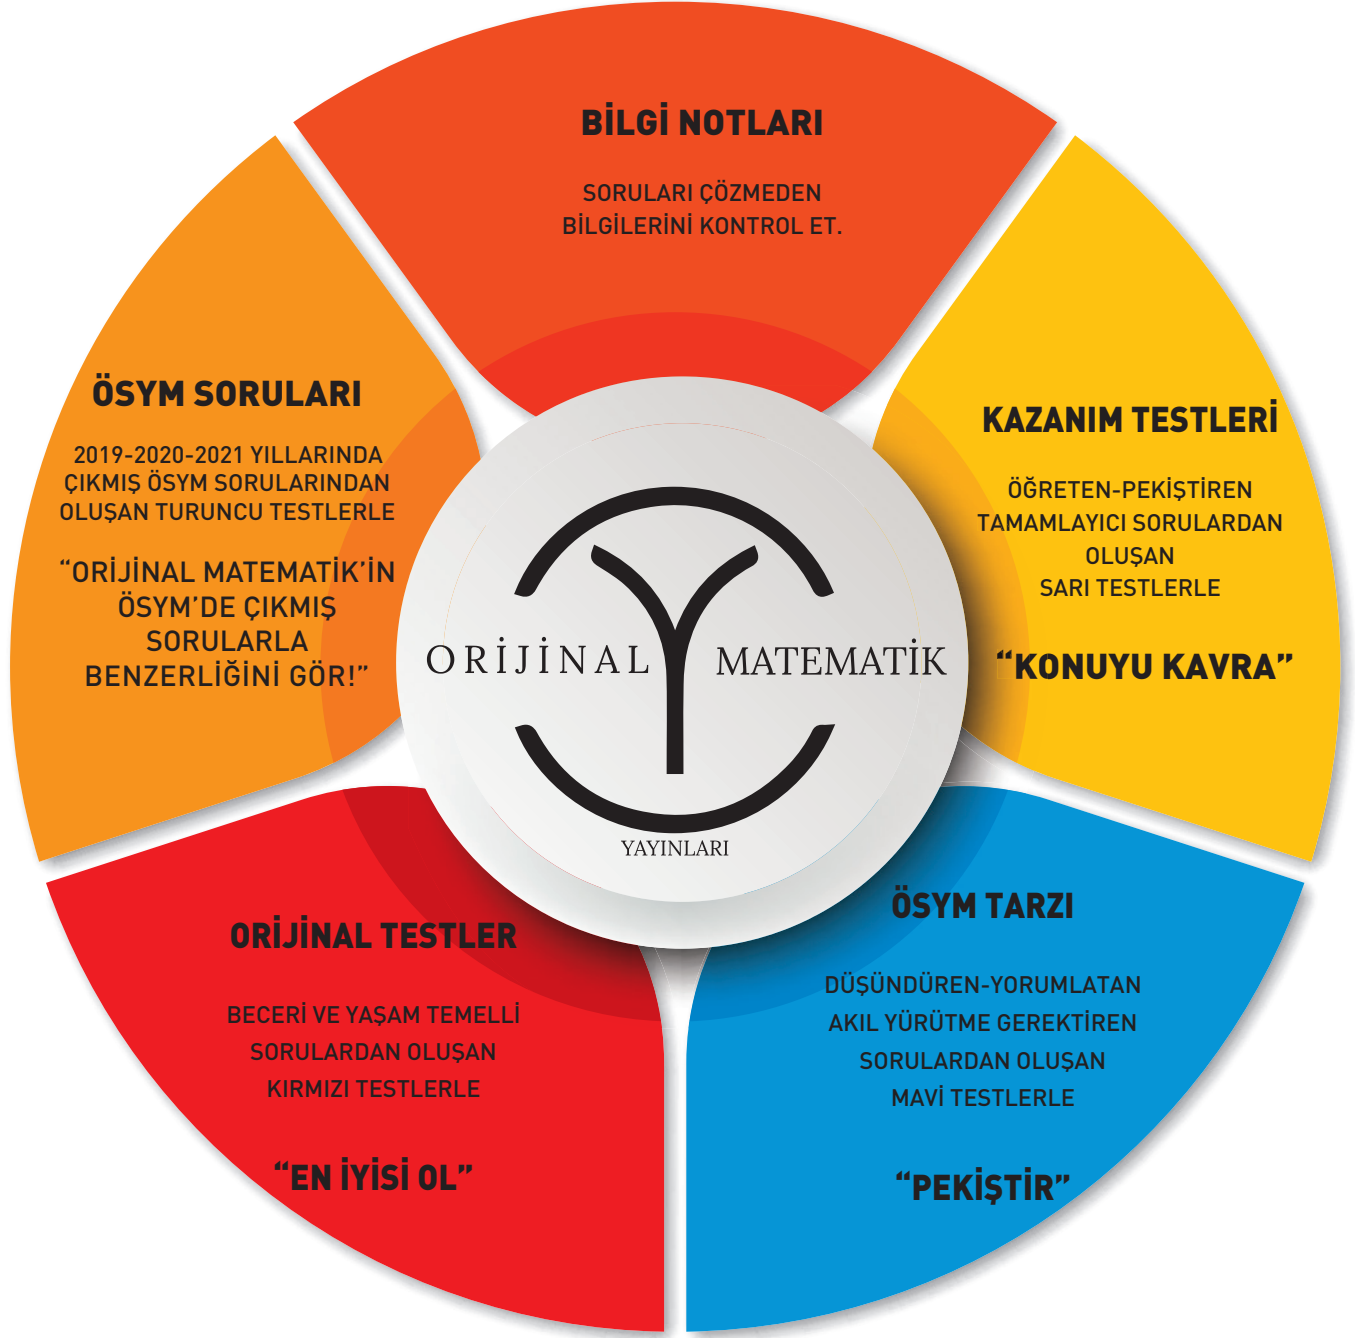 BİLGİ NOTLARI
SORULARI ÇÖZMEDEN
BİLGİLERİNİ KONTROL ET.
KAZANIM TESTLERİ
ÖĞRETEN-PEKİŞTİREN
TAMAMLAYICI SORULARDAN
OLUŞAN
SARI TESTLERLE
“KONUYU KAVRA”
ÖSYM TARZI
DÜŞÜNDÜREN-YORUMLATAN
AKIL YÜRÜTME GEREKTİREN
SORULARDAN OLUŞAN
MAVİ TESTLERLE
“PEKİŞTİR”
ORİJİNAL TESTLER
BECERİ VE YAŞAM TEMELLİ
SORULARDAN OLUŞAN
KIRMIZI TESTLERLE
“EN İYİSİ OL”
ÖSYM SORULARI
2019-2020-2021 YILLARINDA
ÇIKMIŞ ÖSYM SORULARINDAN
OLUŞAN TURUNCU TESTLERLE
“ORİJİNAL MATEMATİK’İN
ÖSYM’DE ÇIKMIŞ
SORULARLA
BENZERLİĞİNİ GÖR!”
ORİJİNAL MATEMATİK
YAYINLARI